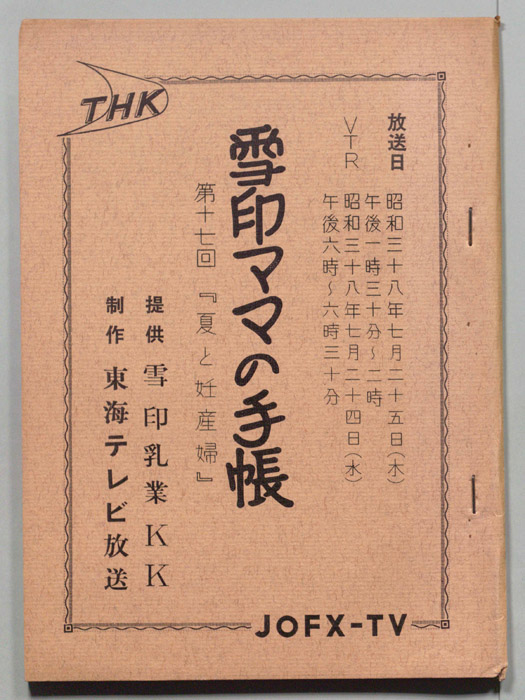 THK
放送日 昭和三十八年七月二十五日(木)
午後一時三十分~二時
VTR 昭和三十八年七月二十四日(水)
午後六時~六時三十分
雪印ママの手帳
第十七回『夏と妊産婦』
提供 雪印乳業KK
制作 東海テレビ放送
JOFX-TV